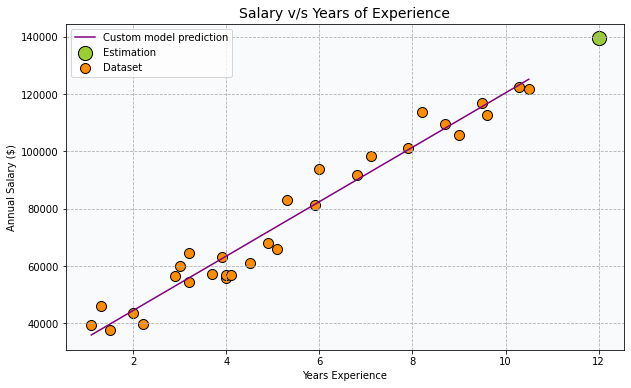 Salary v/s Years of Experience
Custom model prediction
Estimation
Dataset
140000
120000
100000
80000
60000
40000
Annual Salary ($)
2
4
6
8
10
12
Years Experience